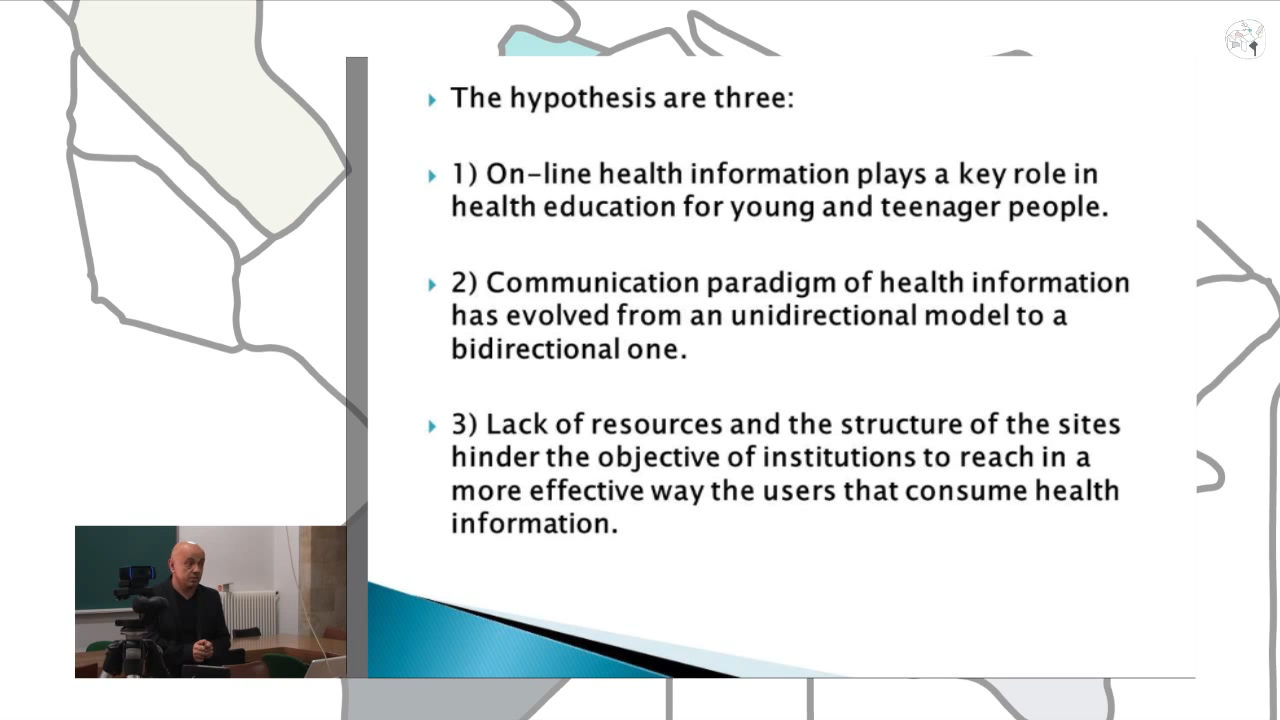 The hypothesis are three:
1) On-line health information plays a key role in
health education for young and teenager people.
2) Communication paradigm of health information
has evolved from an unidirectional model to a
bidirectional one.
3) Lack of resources and the structure of the sites
hinder the objective of institutions to reach in a
more effective way the users that consume health
information.